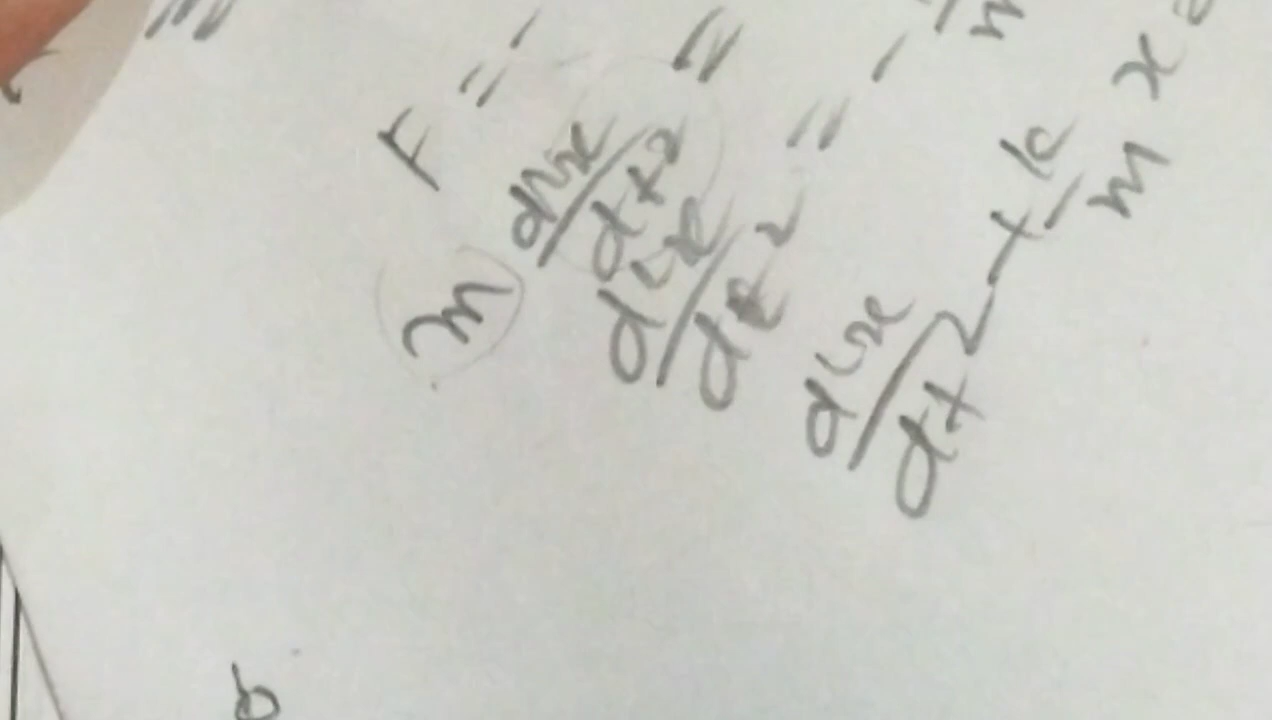 F = -
m d²x/dt² =
d²x/dt² = -
d²x/dt² + k/m x =